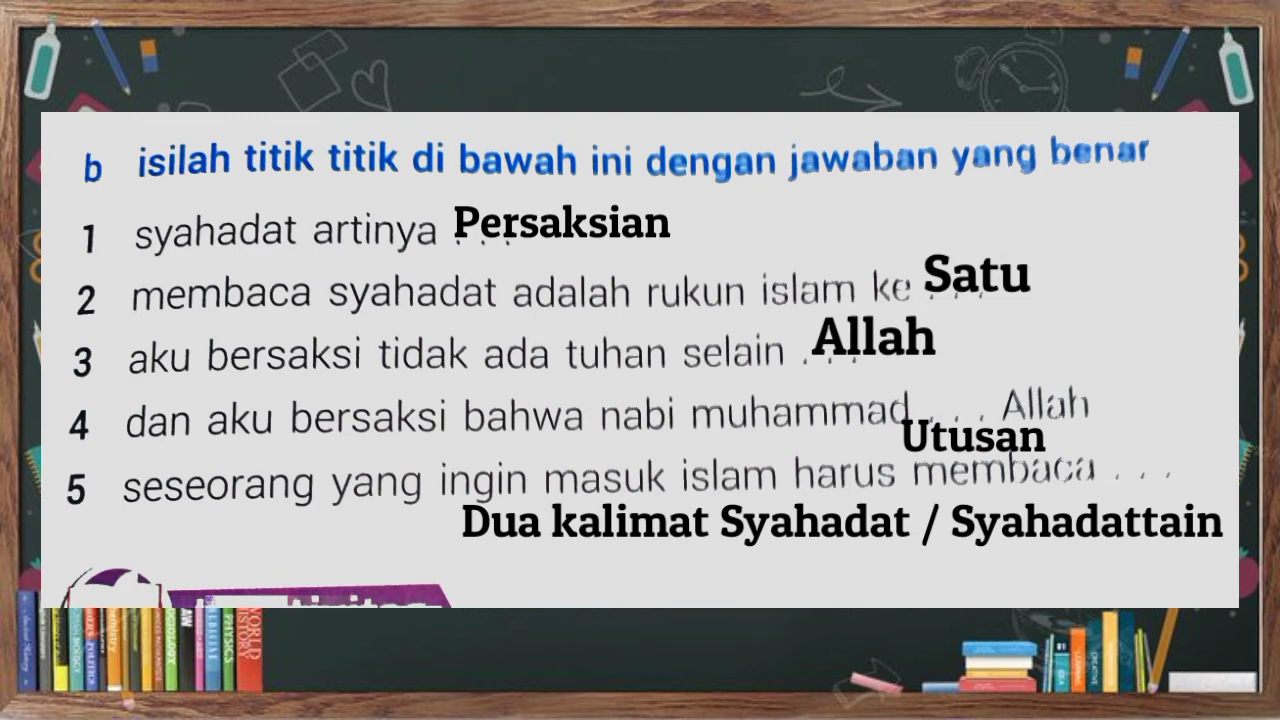 b isilah titik titik di bawah ini dengan jawaban yang benar
1 syahadat artinya . . . Persaksian
2 membaca syahadat adalah rukun islam ke . . . Satu
3 aku bersaksi tidak ada tuhan selain . . . Allah
4 dan aku bersaksi bahwa nabi muhammad . . . Allah
Utusan
5 seseorang yang ingin masuk islam harus membaca . . .
Dua kalimat Syahadat / Syahadattain
PHYSICS
WORLD